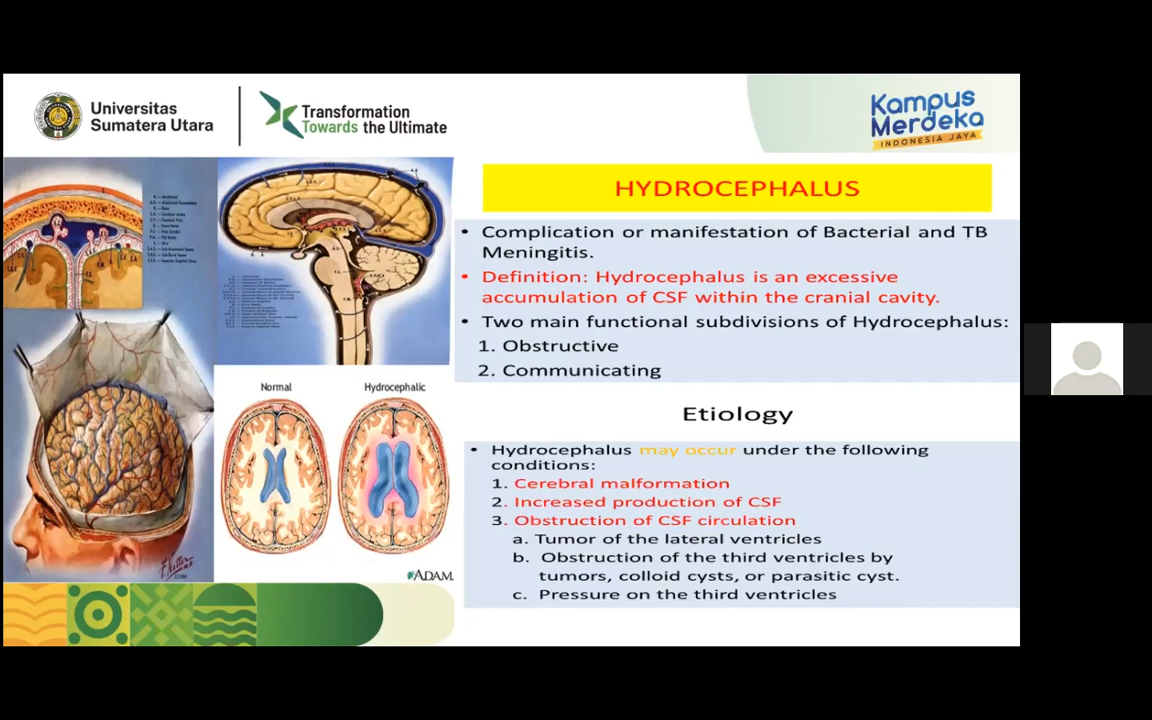 Universitas
Sumatera Utara
Transformation
Towards the Ultimate
Kampus
Merdeka
INDONESIA JAYA
HYDROCEPHALUS
• Complication or manifestation of Bacterial and TB
Meningitis.
• Definition: Hydrocephalus is an excessive
accumulation of CSF within the cranial cavity.
• Two main functional subdivisions of Hydrocephalus:
1. Obstructive
2. Communicating
Normal
Hydrocephalic
ADAM.
Etiology
• Hydrocephalus may occur under the following
conditions:
1. Cerebral malformation
2. Increased production of CSF
3. Obstruction of CSF circulation
a. Tumor of the lateral ventricles
b. Obstruction of the third ventricles by
tumors, colloid cysts, or parasitic cyst.
c. Pressure on the third ventricles